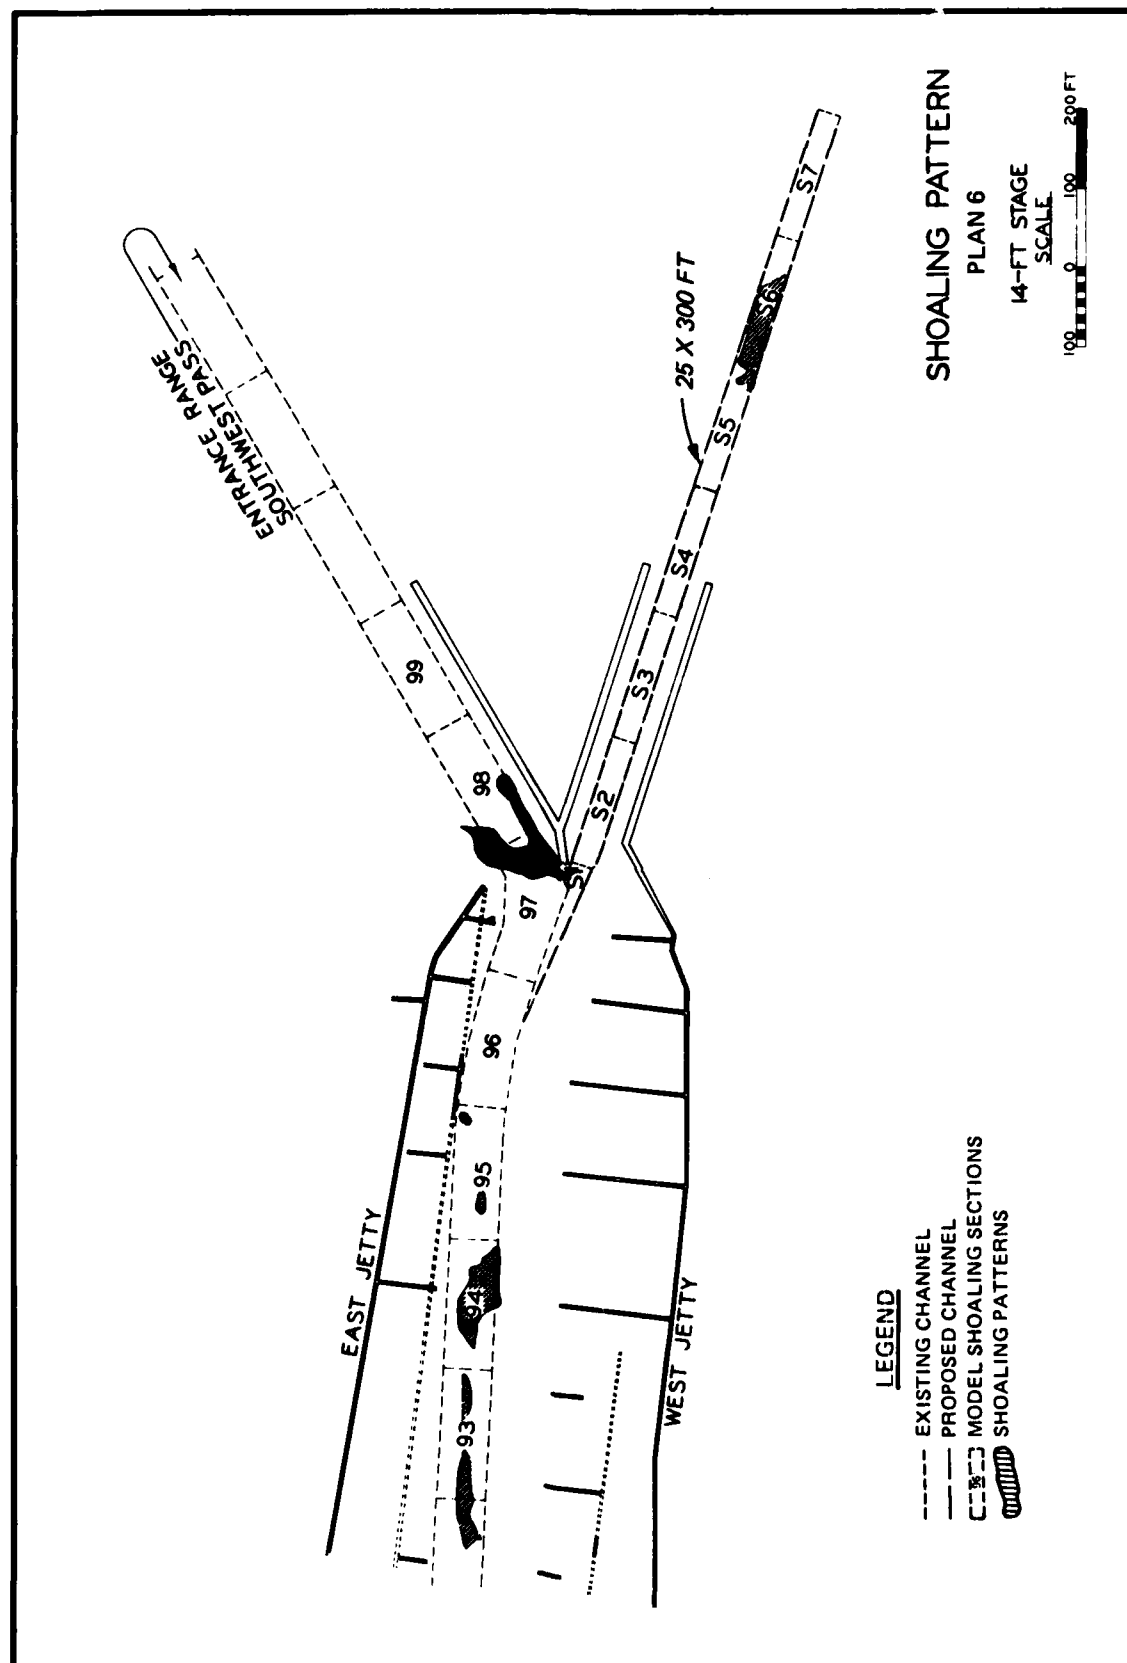 SHOALING PATTERN
PLAN 6
14-FT STAGE
SCALE
100 0 100 200 FT
ENTRANCE RANGE
SOUTHWEST PASS
25 X 300 FT
EAST JETTY
93
94
95
96
97
98
99
S1
S2
S3
S4
S5
S6
S7
WEST JETTY
LEGEND
EXISTING CHANNEL
PROPOSED CHANNEL
96 MODEL SHOALING SECTIONS
SHOALING PATTERNS